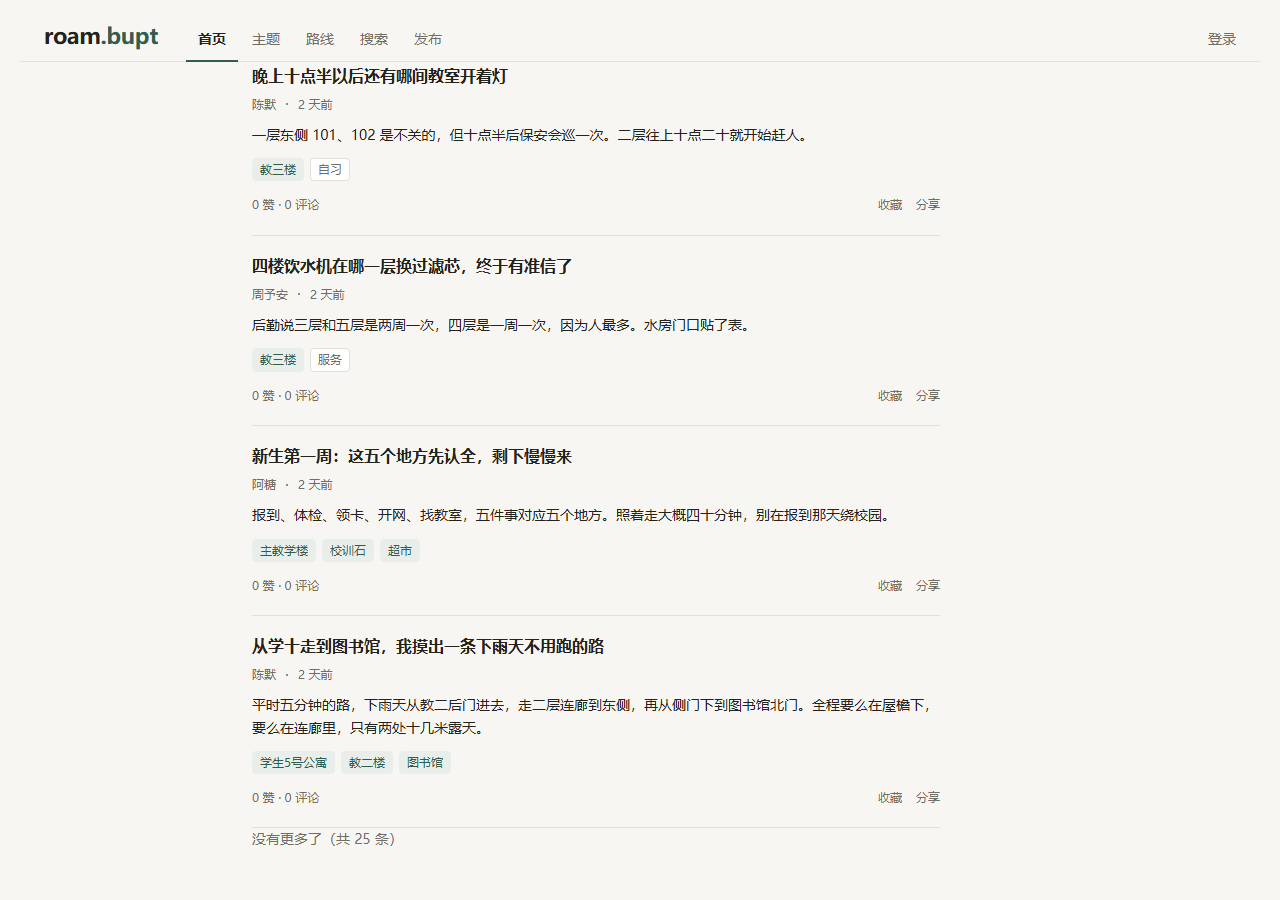 roam.bupt 首页 主题 路线 搜索 发布 登录
晚上十点半以后还有哪间教室开着灯
陈默 · 2 天前
一层东侧 101、102 是不关的，但十点半后保安会巡一次。二层往上十点二十就开始赶人。
教三楼 自习
0 赞 · 0 评论 收藏 分享
四楼饮水机在哪一层换过滤芯，终于有准信了
周予安 · 2 天前
后勤说三层和五层是两周一次，四层是一周一次，因为人最多。水房门口贴了表。
教三楼 服务
0 赞 · 0 评论 收藏 分享
新生第一周：这五个地方先认全，剩下慢慢来
阿糖 · 2 天前
报到、体检、领卡、开网、找教室，五件事对应五个地方。照着走大概四十分钟，别在报到那天绕校园。
主教学楼 校训石 超市
0 赞 · 0 评论 收藏 分享
从学十走到图书馆，我摸出一条下雨天不用跑的路
陈默 · 2 天前
平时五分钟的路，下雨天从教二后门进去，走二层连廊到东侧，再从侧门下到图书馆北门。全程要么在屋檐下，
要么在连廊里，只有两处十几米露天。
学生5号公寓 教二楼 图书馆
0 赞 · 0 评论 收藏 分享
没有更多了（共 25 条）